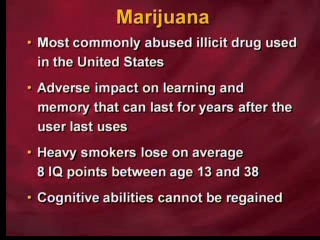 Marijuana
• Most commonly abused illicit drug used
in the United States
• Adverse impact on learning and
memory that can last for years after the
user last uses
• Heavy smokers lose on average
8 IQ points between age 13 and 38
• Cognitive abilities cannot be regained